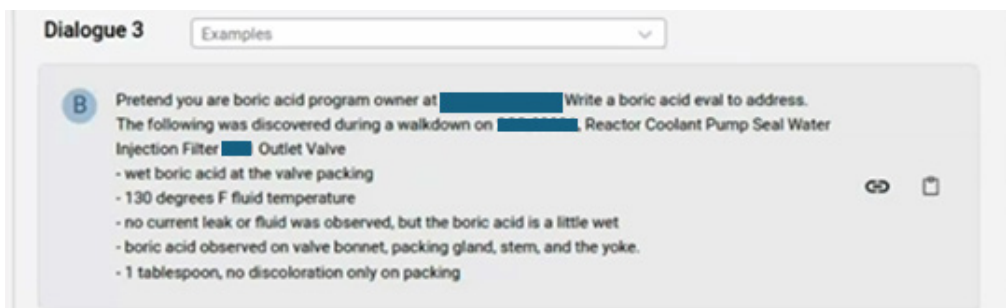 Dialogue 3
Examples
B
Pretend you are boric acid program owner at Write a boric acid eval to address.
The following was discovered during a walkdown on , Reactor Coolant Pump Seal Water
Injection Filter Outlet Valve
- wet boric acid at the valve packing
- 130 degrees F fluid temperature
- no current leak or fluid was observed, but the boric acid is a little wet
- boric acid observed on valve bonnet, packing gland, stem, and the yoke.
- 1 tablespoon, no discoloration only on packing